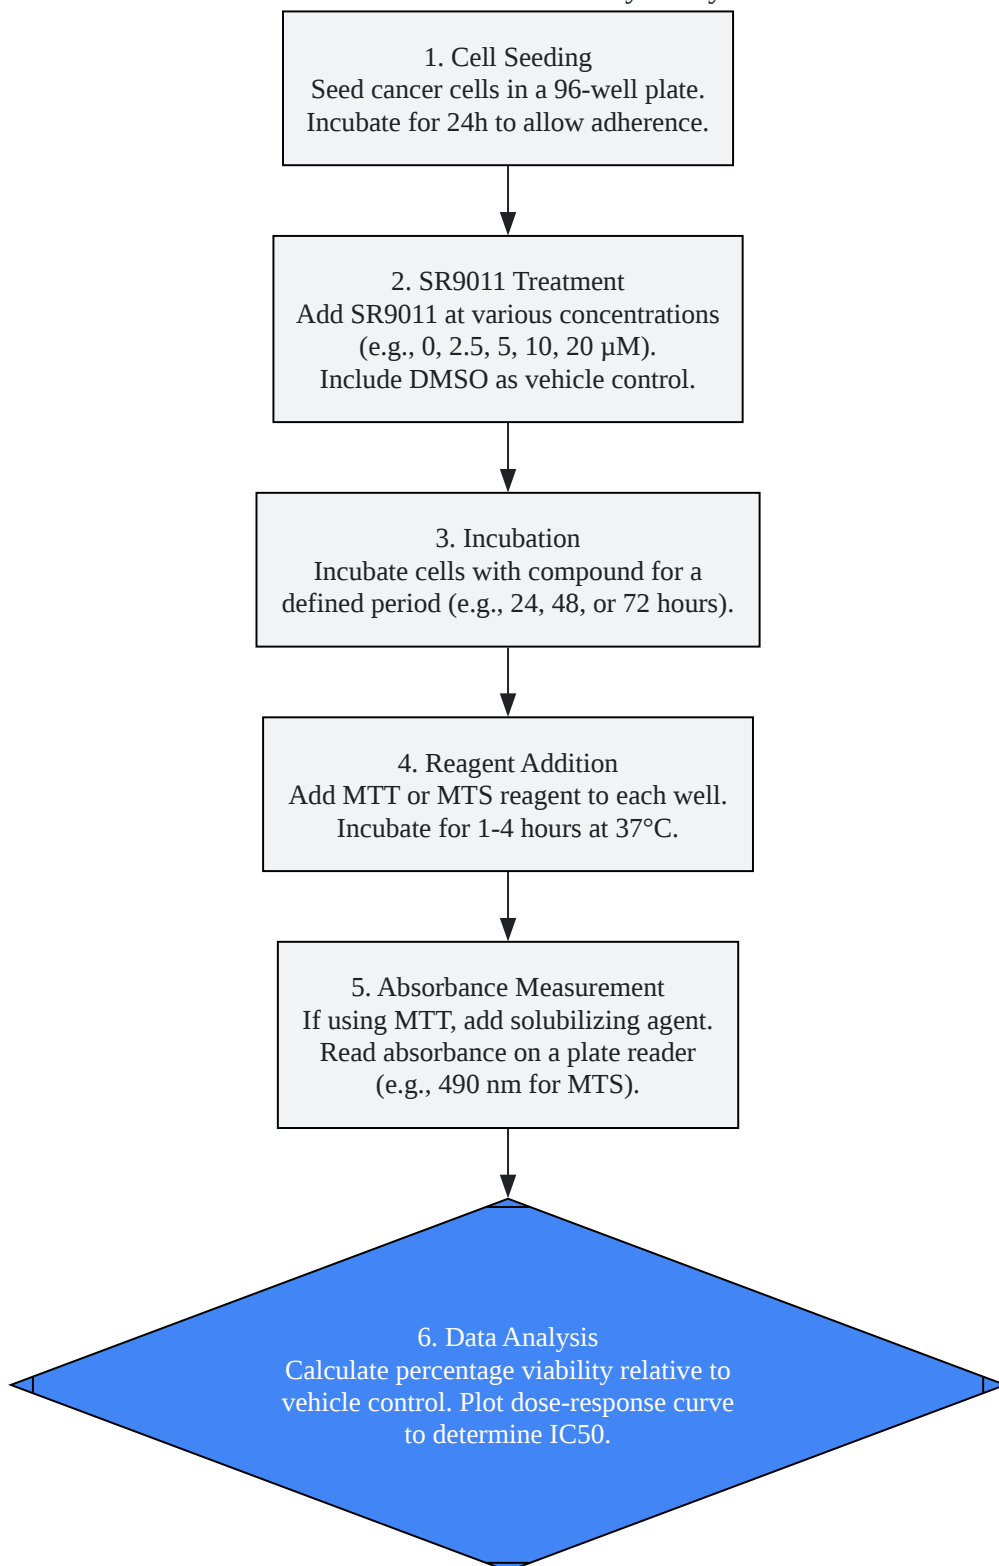 1. Cell Seeding
Seed cancer cells in a 96-well plate.
Incubate for 24h to allow adherence.
2. SR9011 Treatment
Add SR9011 at various concentrations
(e.g., 0, 2.5, 5, 10, 20 µM).
Include DMSO as vehicle control.
3. Incubation
Incubate cells with compound for a
defined period (e.g., 24, 48, or 72 hours).
4. Reagent Addition
Add MTT or MTS reagent to each well.
Incubate for 1-4 hours at 37°C.
5. Absorbance Measurement
If using MTT, add solubilizing agent.
Read absorbance on a plate reader
(e.g., 490 nm for MTS).
6. Data Analysis
Calculate percentage viability relative to
vehicle control. Plot dose-response curve
to determine IC50.